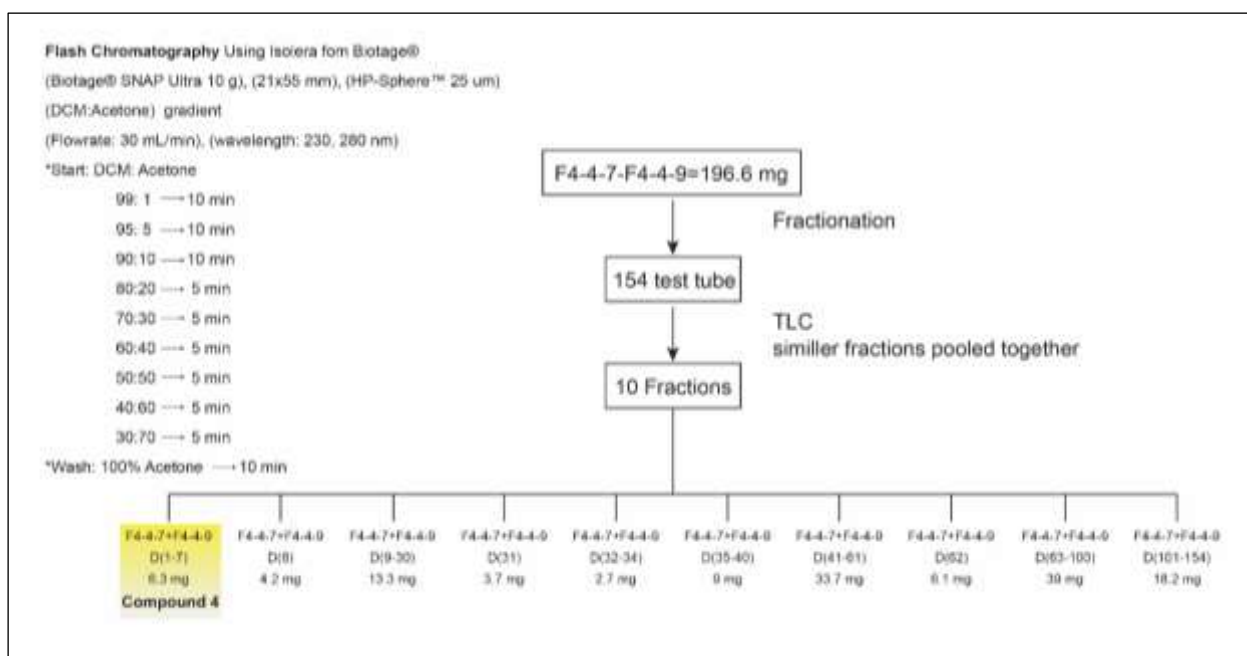 Flash Chromatography Using Isolera fom Biotage®
(Biotage® SNAP Ultra 10 g), (21x55 mm), (HP-Sphere™ 25 um)
(DCM:Acetone) gradient
(Flowrate: 30 mL/min), (wavelength: 230, 280 nm)
*Start: DCM: Acetone
99: 1 → 10 min
95: 5 → 10 min
90:10 → 10 min
80:20 → 5 min
70:30 → 5 min
60:40 → 5 min
50:50 → 5 min
40:60 → 5 min
30:70 → 5 min
*Wash: 100% Acetone → 10 min
F4-4-7-F4-4-9=196.6 mg
Fractionation
154 test tube
TLC
similler fractions pooled together
10 Fractions
F4-4-7+F4-4-9 F4-4-7+F4-4-9 F4-4-7+F4-4-9 F4-4-7+F4-4-9 F4-4-7+F4-4-9 F4-4-7+F4-4-9 F4-4-7+F4-4-9 F4-4-7+F4-4-9 F4-4-7+F4-4-9 F4-4-7+F4-4-9
D(1-7) D(8) D(9-30) D(31) D(32-34) D(35-40) D(41-61) D(62) D(63-100) D(101-154)
6.3 mg 4.2 mg 13.3 mg 3.7 mg 2.7 mg 9 mg 33.7 mg 6.1 mg 39 mg 18.2 mg
Compound 4